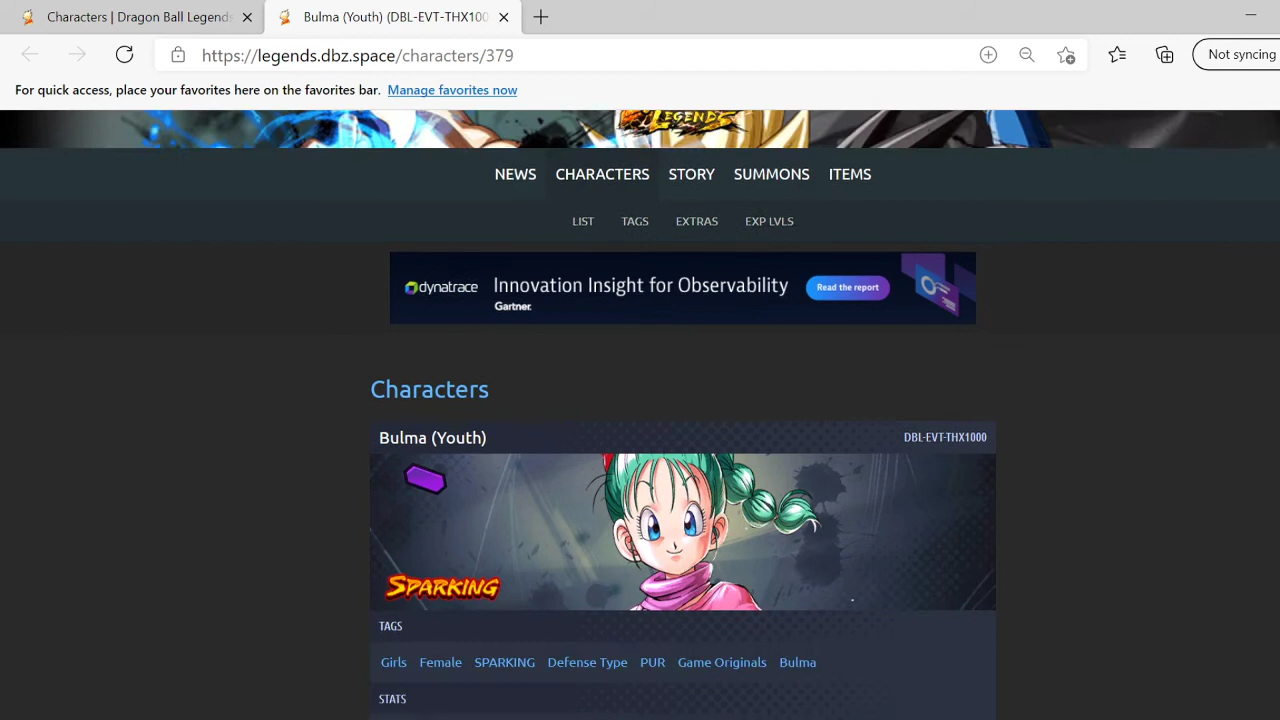 Characters | Dragon Ball Legends
Bulma (Youth) (DBL-EVT-THX100
https://legends.dbz.space/characters/379
Not syncing
For quick access, place your favorites here on the favorites bar. Manage favorites now
LEGENDS
NEWS CHARACTERS STORY SUMMONS ITEMS
LIST TAGS EXTRAS EXP LVLS
dynatrace Innovation Insight for Observability Read the report
Gartner.
Characters
Bulma (Youth) DBL-EVT-THX1000
SPARKING
TAGS
Girls Female SPARKING Defense Type PUR Game Originals Bulma
STATS